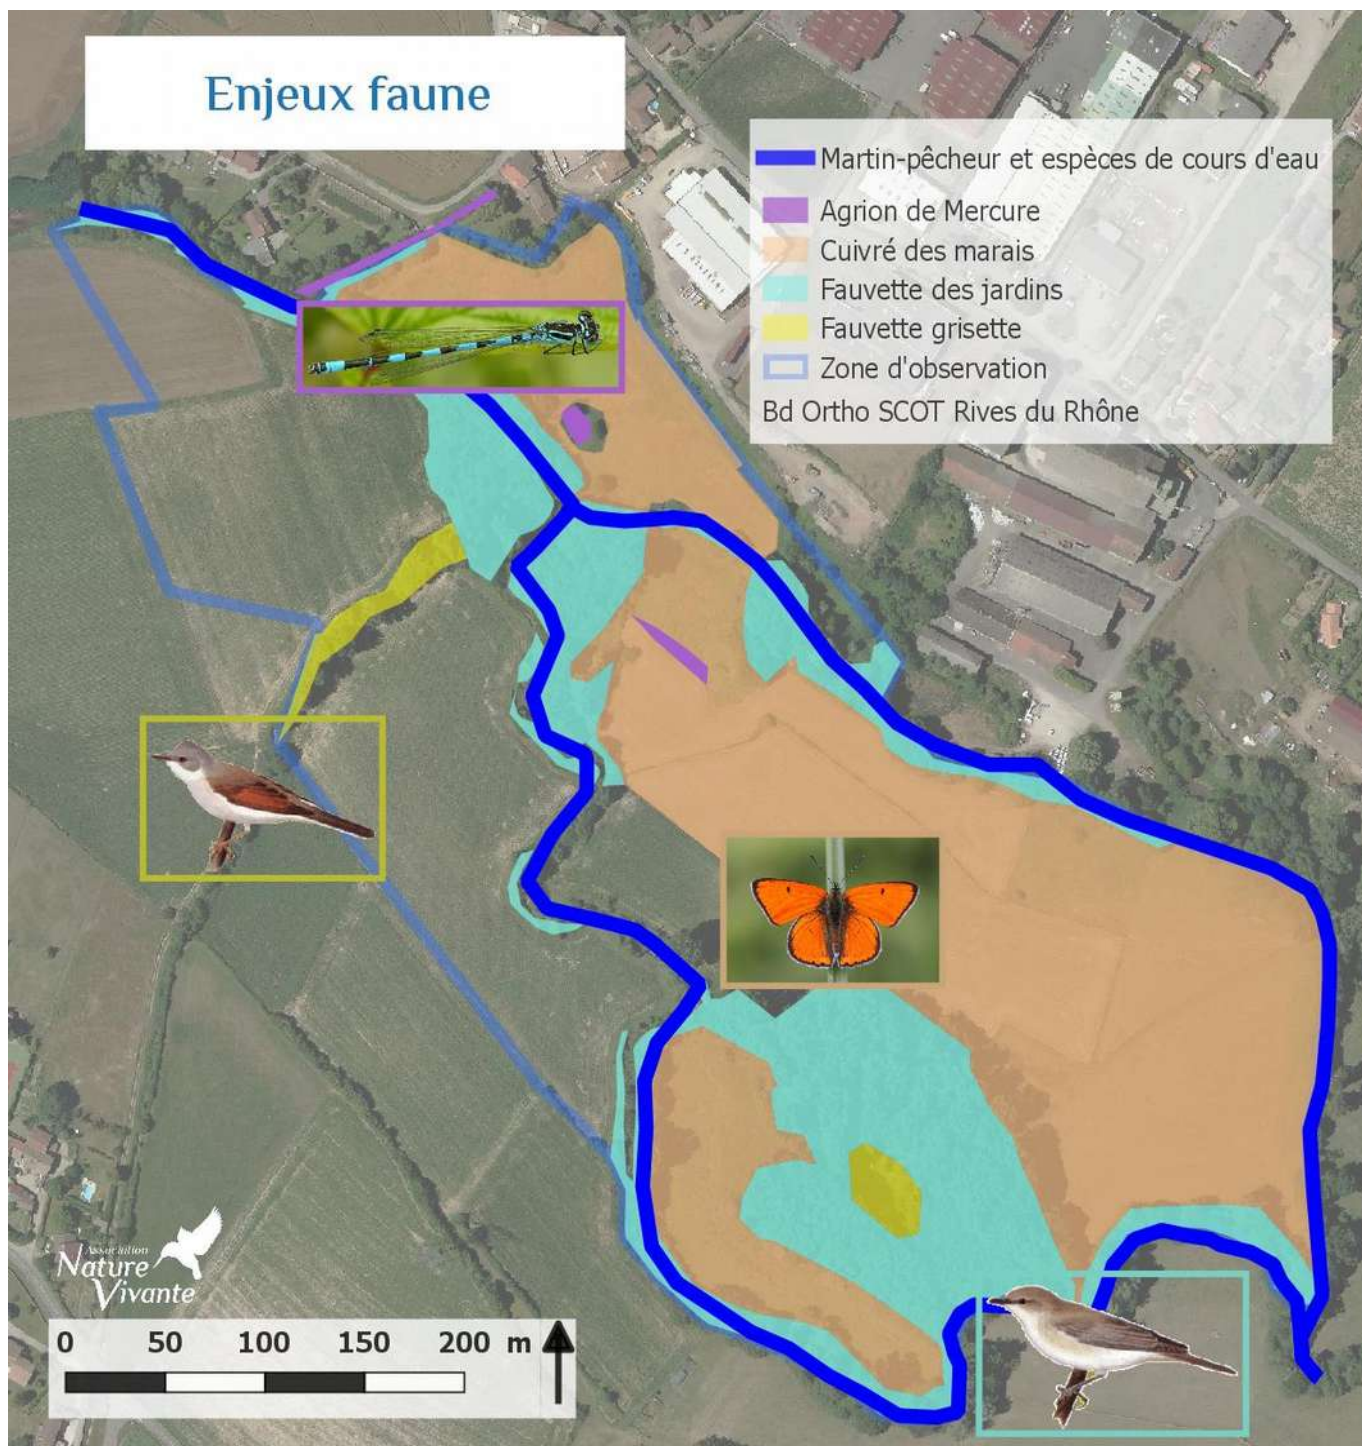 Enjeux faune
Martin-pêcheur et espèces de cours d'eau
Agrion de Mercure
Cuivré des marais
Fauvette des jardins
Fauvette grisette
Zone d'observation
Bd Ortho SCOT Rives du Rhône
Association
Nature
Vivante
0 50 100 150 200 m